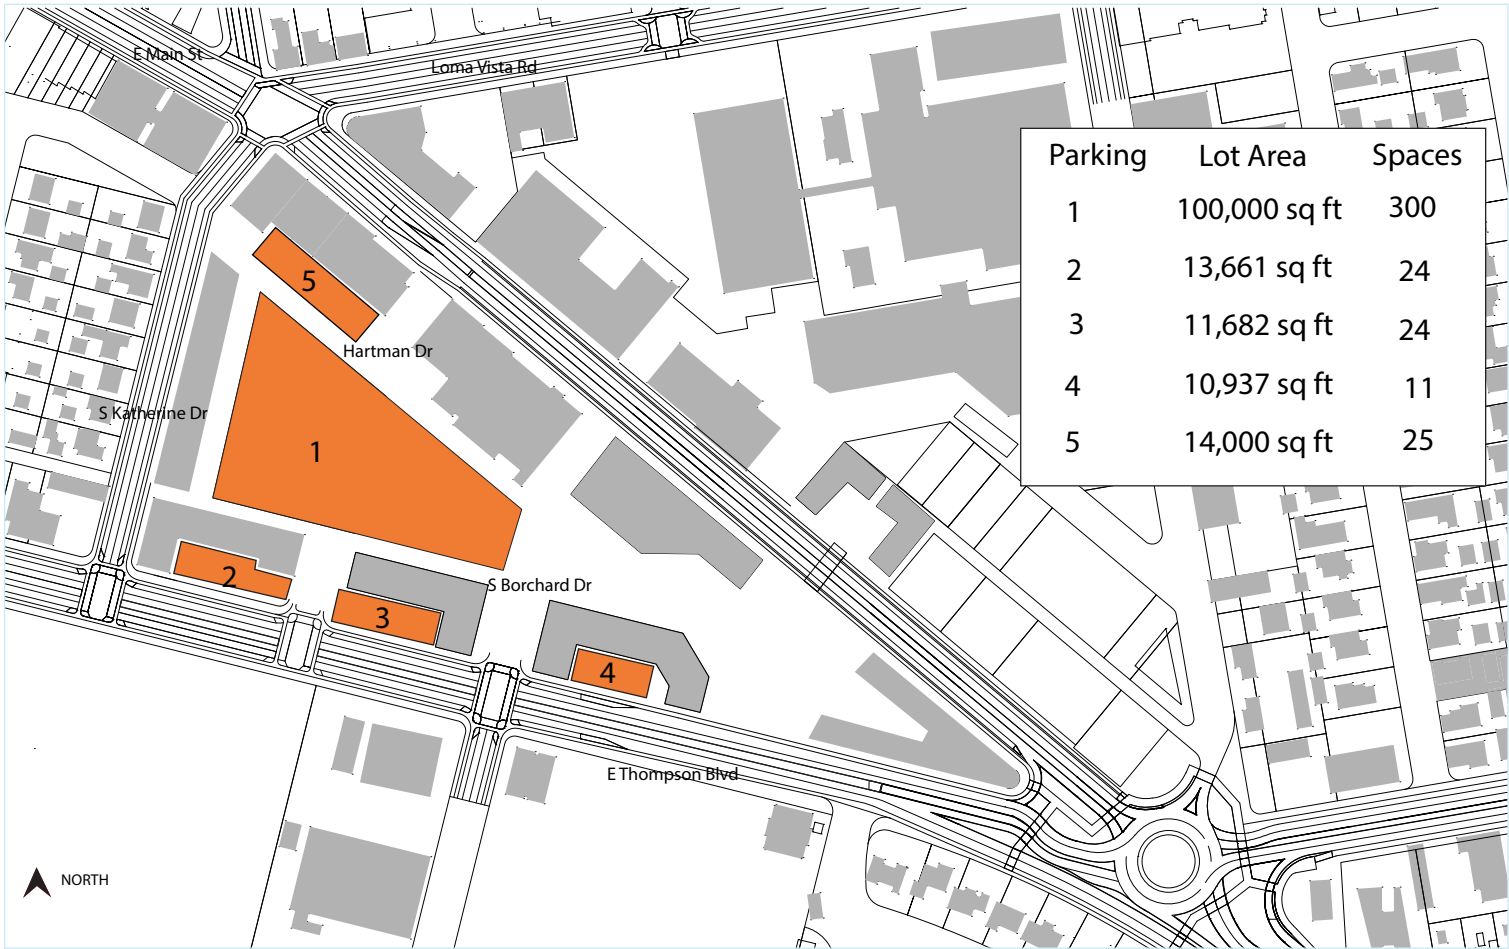 E Main St
Loma Vista Rd
Parking Lot Area Spaces
1 100,000 sq ft 300
2 13,661 sq ft 24
3 11,682 sq ft 24
4 10,937 sq ft 11
5 14,000 sq ft 25
5
Hartman Dr
S Katherine Dr
1
2
S Borchard Dr
3
4
E Thompson Blvd
NORTH